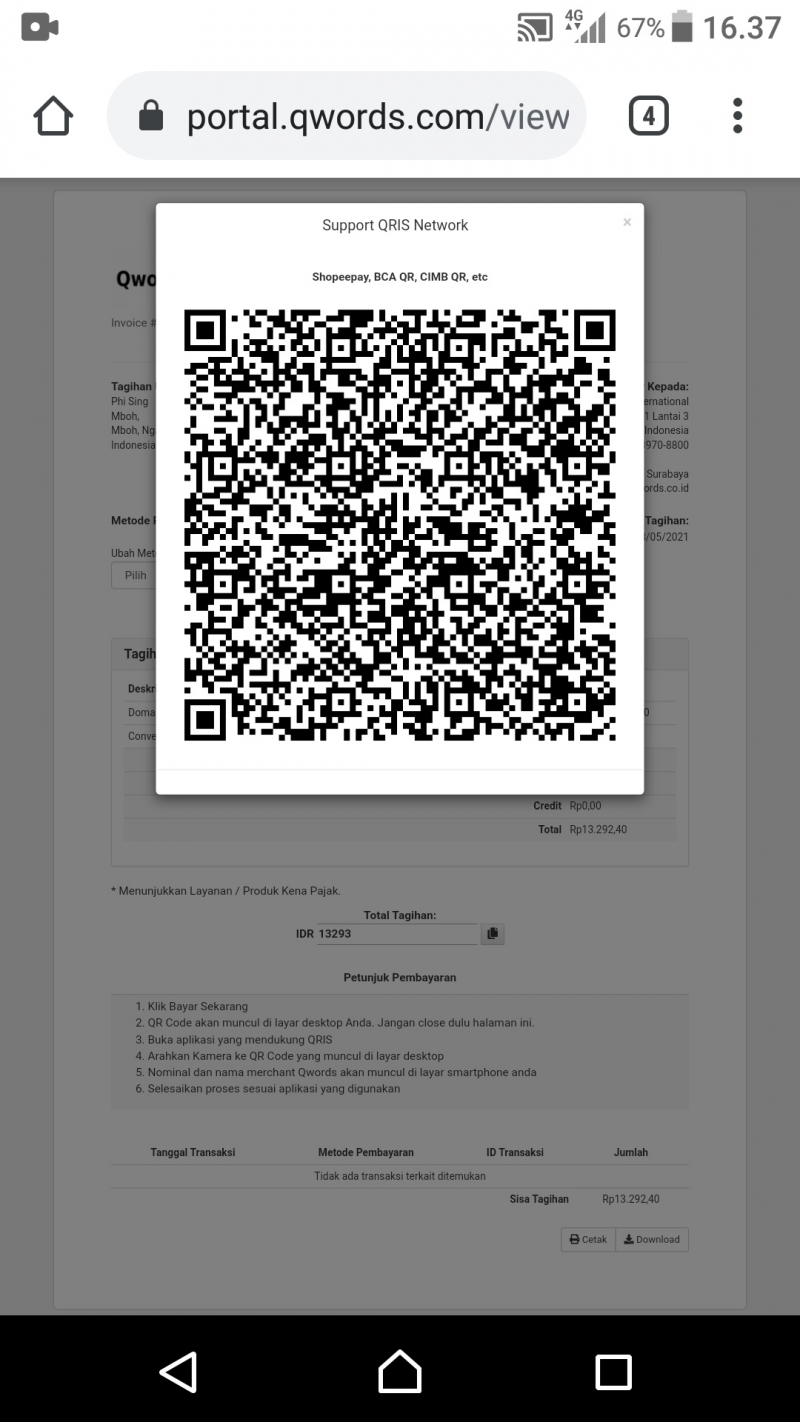 4G 67% 16.37
portal.qwords.com/view
4
Support QRIS Network
×
Shopeepay, BCA QR, CIMB QR, etc
Qwo
Invoice #
Tagihan
Phi Sing
Mboh,
Mboh, Ng
Indonesia
Kepada:
ernational
1 Lantai 3
Indonesia
970-8800
Surabaya
ords.co.id
Metode
Tagihan:
/05/2021
Ubah Met
Pilih
Tagih
Deskri
Doma
0
Conve
Credit Rp0,00
Total Rp13.292,40
* Menunjukkan Layanan / Produk Kena Pajak.
Total Tagihan:
IDR 13293
Petunjuk Pembayaran
1. Klik Bayar Sekarang
2. QR Code akan muncul di layar desktop Anda. Jangan close dulu halaman ini.
3. Buka aplikasi yang mendukung QRIS
4. Arahkan Kamera ke QR Code yang muncul di layar desktop
5. Nominal dan nama merchant Qwords akan muncul di layar smartphone anda
6. Selesaikan proses sesuai aplikasi yang digunakan
Tanggal Transaksi Metode Pembayaran ID Transaksi Jumlah
Tidak ada transaksi terkait ditemukan
Sisa Tagihan Rp13.292,40
Cetak Download